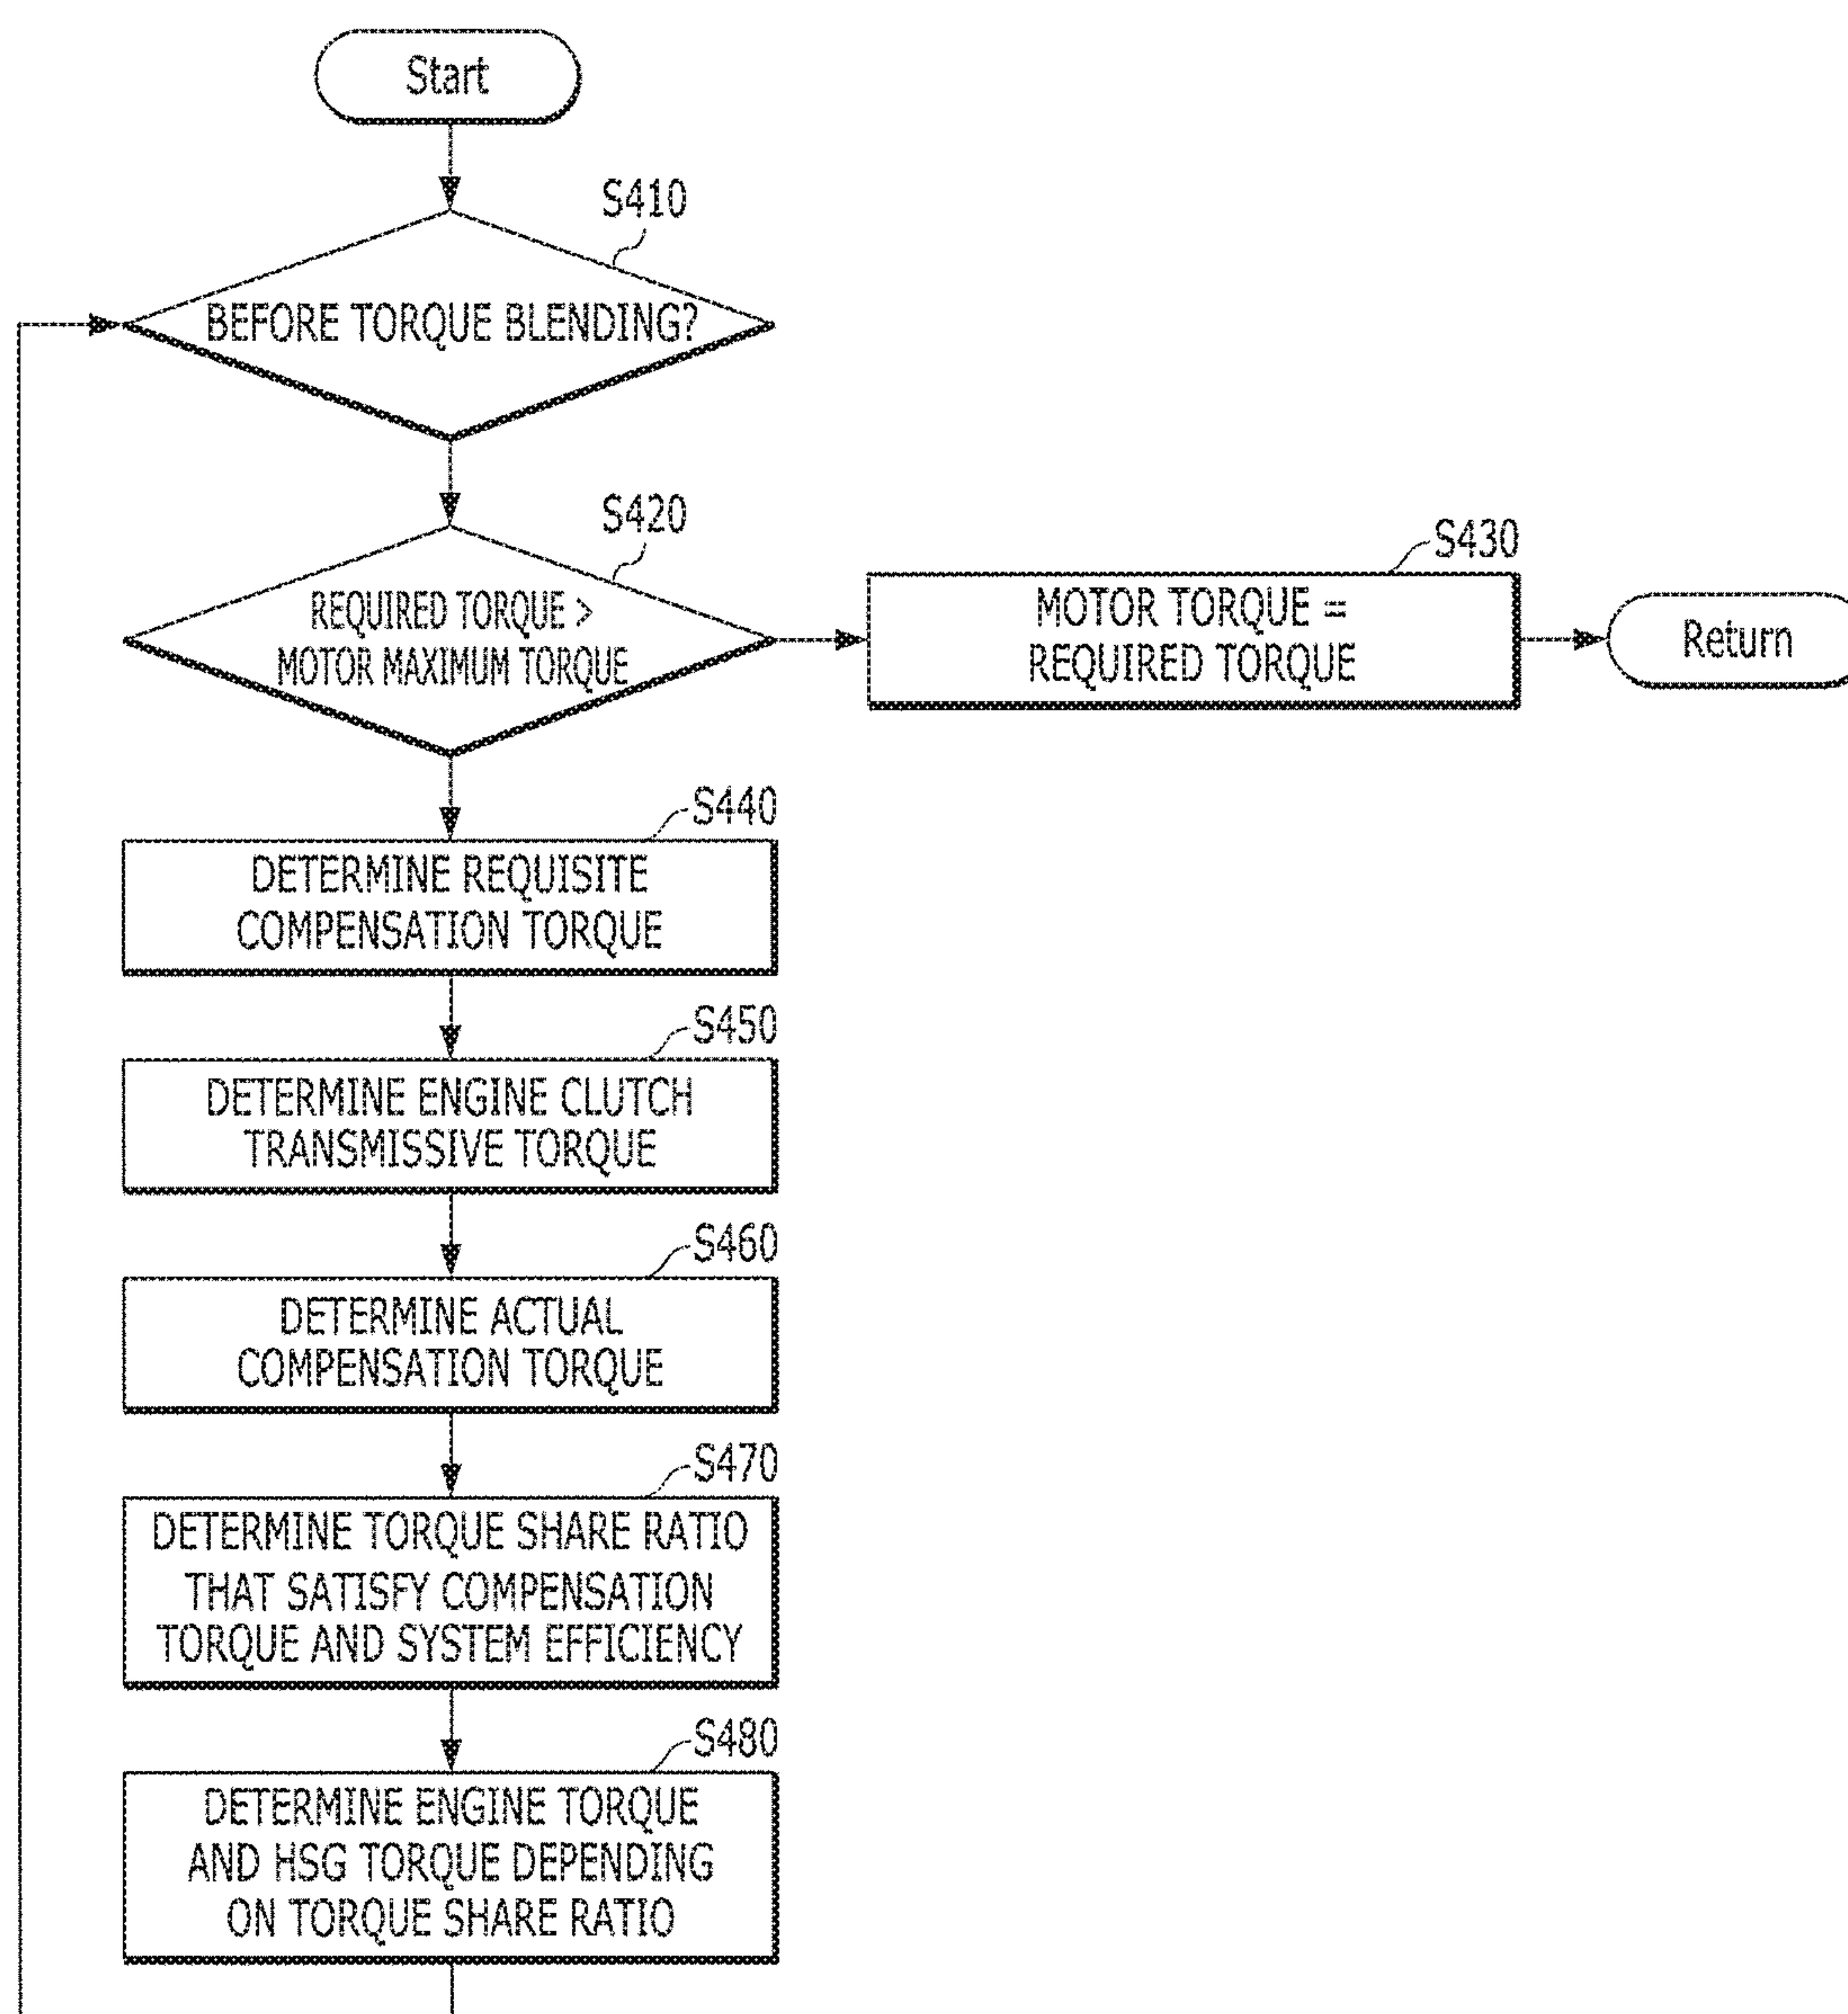 Start
S410
BEFORE TORQUE BLENDING?
S420
REQUIRED TORQUE >
MOTOR MAXIMUM TORQUE
S430
MOTOR TORQUE =
REQUIRED TORQUE
Return
S440
DETERMINE REQUISITE
COMPENSATION TORQUE
S450
DETERMINE ENGINE CLUTCH
TRANSMISSIVE TORQUE
S460
DETERMINE ACTUAL
COMPENSATION TORQUE
S470
DETERMINE TORQUE SHARE RATIO
THAT SATISFY COMPENSATION
TORQUE AND SYSTEM EFFICIENCY
S480
DETERMINE ENGINE TORQUE
AND HSG TORQUE DEPENDING
ON TORQUE SHARE RATIO